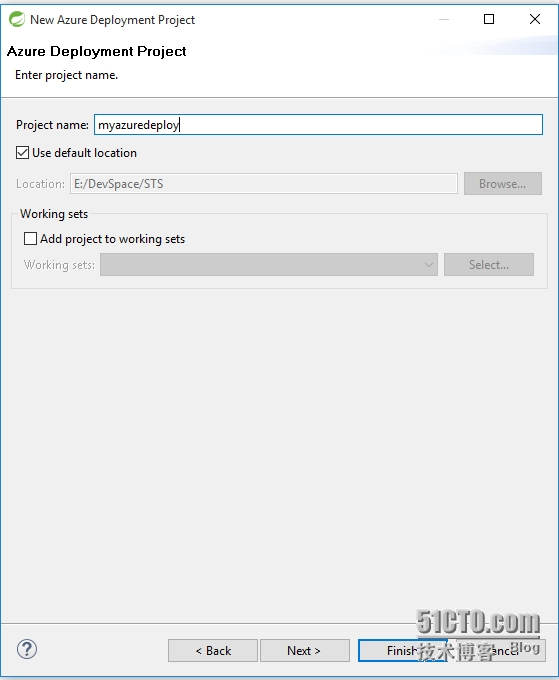 New Azure Deployment Project
Azure Deployment Project
Enter project name.
Project name: myazuredeploy
Use default location
Location: E:/DevSpace/STS Browse...
Working sets
Add project to working sets
Working sets: Select...
< Back Next > Finish Cancel
51CTO.com
技术博客 Blog